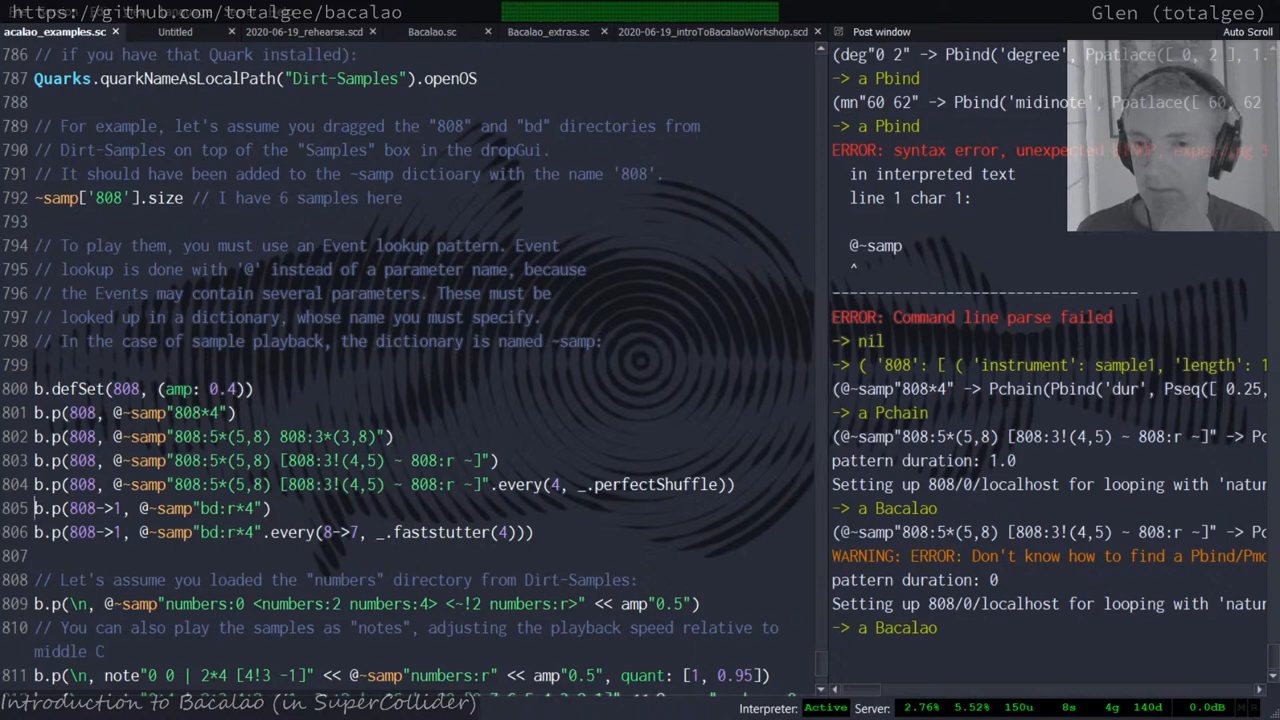 https://github.com/totalgee/bacalao
Glen (totalgee)
acalao_examples.sc
Untitled
2020-06-19_rehearse.scd
Bacalao.sc
Bacalao_extras.sc
2020-06-19_introToBacalaoWorkshop.scd
Post window
Auto Scroll
786 // if you have that Quark installed):
787 Quarks.quarkNameAsLocalPath("Dirt-Samples").openOS
788
789 // For example, let's assume you dragged the "808" and "bd" directories from
790 // Dirt-Samples on top of the "Samples" box in the dropGui.
791 // It should have been added to the ~samp dictioary with the name '808'.
792 ~samp['808'].size // I have 6 samples here
793
794 // To play them, you must use an Event lookup pattern. Event
795 // lookup is done with '@' instead of a parameter name, because
796 // the Events may contain several parameters. These must be
797 // looked up in a dictionary, whose name you must specify.
798 // In the case of sample playback, the dictionary is named ~samp:
799
800 b.defSet(808, (amp: 0.4))
801 b.p(808, @~samp"808*4")
802 b.p(808, @~samp"808:5*(5,8) 808:3*(3,8)")
803 b.p(808, @~samp"808:5*(5,8) [808:3!(4,5) ~ 808:r ~]")
804 b.p(808, @~samp"808:5*(5,8) [808:3!(4,5) ~ 808:r ~]".every(4, _.perfectShuffle))
805 b.p(808->1, @~samp"bd:r*4")
806 b.p(808->1, @~samp"bd:r*4".every(8->7, _.faststutter(4)))
807
808 // Let's assume you loaded the "numbers" directory from Dirt-Samples:
809 b.p(\n, @~samp"numbers:0 <numbers:2 numbers:4> <~!2 numbers:r>" << amp"0.5")
810 // You can also play the samples as "notes", adjusting the playback speed relative to
middle C
811 b.p(\n, note"0 0 | 2*4 [4!3 -1]" << @~samp"numbers:r" << amp"0.5", quant: [1, 0.95])
(deg"0 2" -> Pbind('degree', Ppatlace([ 0, 2 ], 1.
-> a Pbind
(mn"60 62" -> Pbind('midinote', Ppatlace([ 60, 62
-> a Pbind
ERROR: syntax error, unexpected
in interpreted text
line 1 char 1:
@~samp
^
-----------------------------------
ERROR: Command line parse failed
-> nil
-> ( '808': [ ( 'instrument': sample1, 'length': 1
(@~samp"808*4" -> Pchain(Pbind('dur', Pseq([ 0.25,
-> a Pchain
(@~samp"808:5*(5,8) [808:3!(4,5) ~ 808:r ~]" -> Pc
pattern duration: 1.0
Setting up 808/0/localhost for looping with 'natur
-> a Bacalao
(@~samp"808:5*(5,8) [808:3!(4,5) ~ 808:r ~]" -> Pc
WARNING: ERROR: Don't know how to find a Pbind/Pmo
pattern duration: 0
Setting up 808/0/localhost for looping with 'natur
-> a Bacalao
Introduction to Bacalao (in SuperCollider)
Interpreter: Active Server: 2.76% 5.52% 150u 8s 4g 140d 0.0dB M R